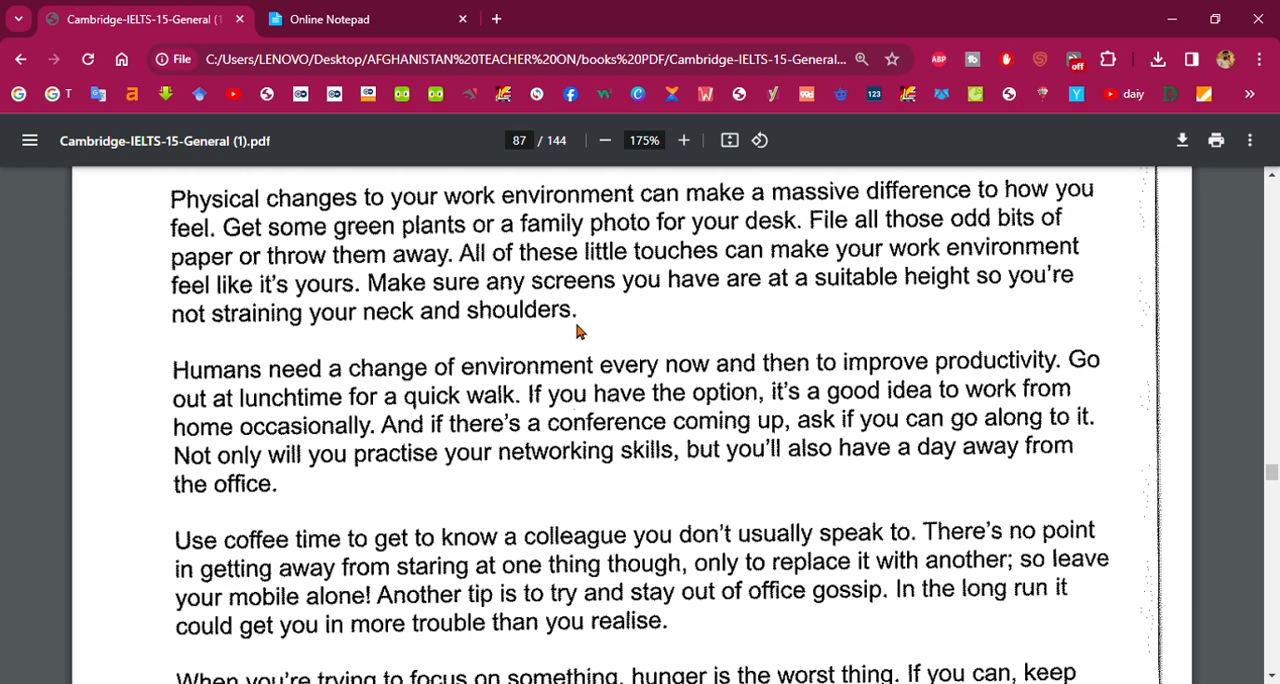 Cambridge-IELTS-15-General (1
Online Notepad
File
C:/Users/LENOVO/Desktop/AFGHANISTAN%20TEACHER%20ON/books%20PDF/Cambridge-IELTS-15-General...
ABP
off
G G T
123
daiy
Cambridge-IELTS-15-General (1).pdf
87 / 144
175%
Physical changes to your work environment can make a massive difference to how you
feel. Get some green plants or a family photo for your desk. File all those odd bits of
paper or throw them away. All of these little touches can make your work environment
feel like it's yours. Make sure any screens you have are at a suitable height so you're
not straining your neck and shoulders.
Humans need a change of environment every now and then to improve productivity. Go
out at lunchtime for a quick walk. If you have the option, it's a good idea to work from
home occasionally. And if there's a conference coming up, ask if you can go along to it.
Not only will you practise your networking skills, but you'll also have a day away from
the office.
Use coffee time to get to know a colleague you don't usually speak to. There's no point
in getting away from staring at one thing though, only to replace it with another; so leave
your mobile alone! Another tip is to try and stay out of office gossip. In the long run it
could get you in more trouble than you realise.
When you're trying to focus on something, hunger is the worst thing. If you can, keep